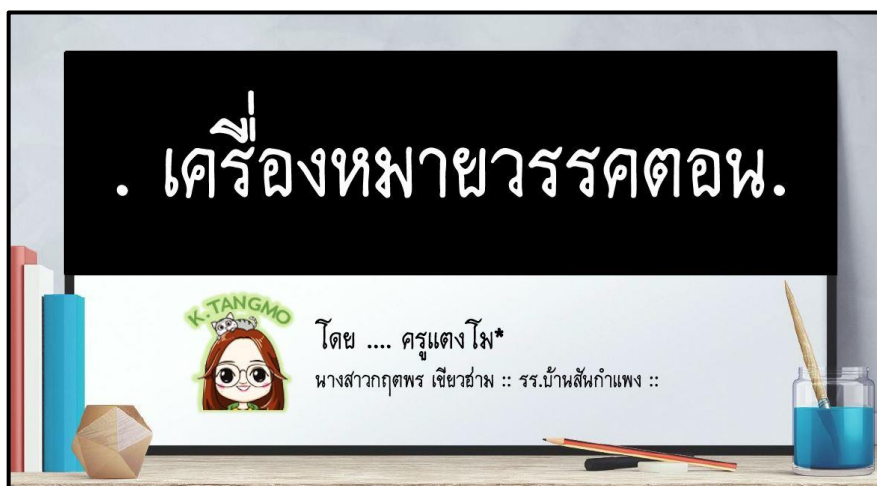 . เครื่องหมายวรรคตอน.
K.TANGMO
โดย .... ครูแตงโม*
นางสาวกฤตพร เขียวฮ่าม :: รร.บ้านสันกำแพง ::